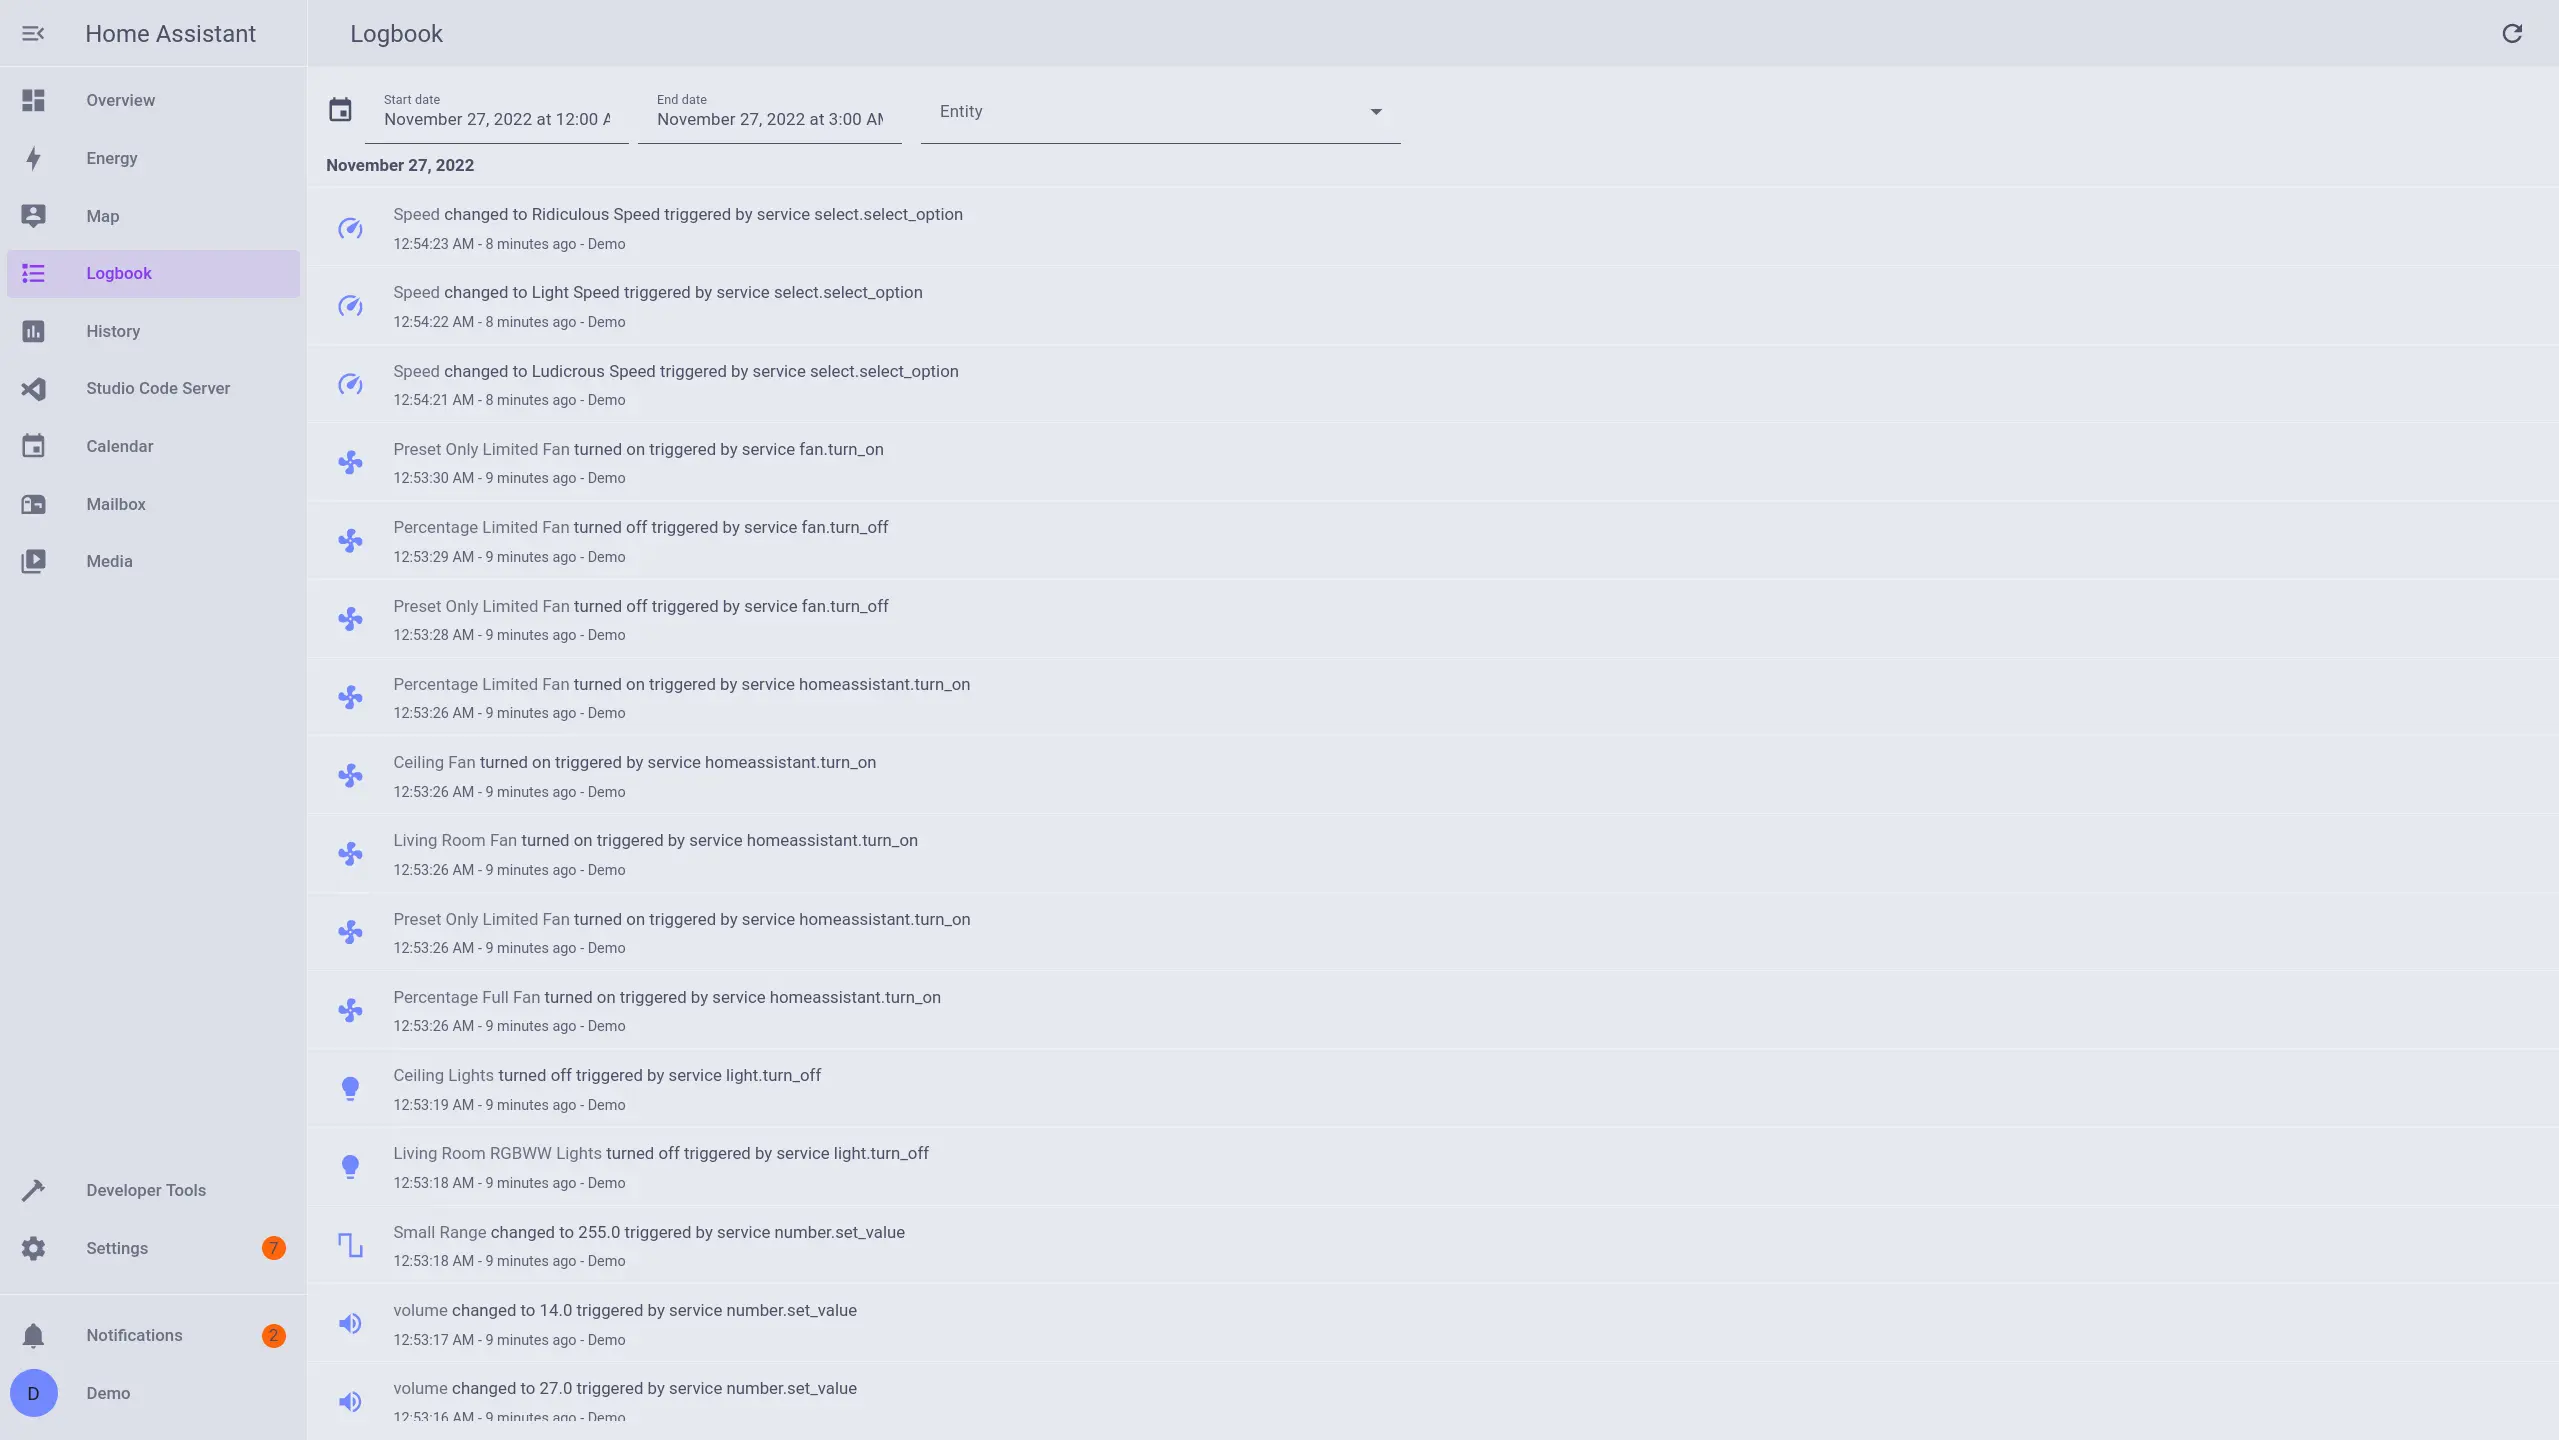 Home Assistant
Overview
Energy
Map
Logbook
History
Studio Code Server
Calendar
Mailbox
Media
Developer Tools
Settings
7
Notifications
2
D
Demo
Logbook
Start date
November 27, 2022 at 12:00 A
End date
November 27, 2022 at 3:00 AM
Entity
November 27, 2022
Speed changed to Ridiculous Speed triggered by service select.select_option
12:54:23 AM - 8 minutes ago - Demo
Speed changed to Light Speed triggered by service select.select_option
12:54:22 AM - 8 minutes ago - Demo
Speed changed to Ludicrous Speed triggered by service select.select_option
12:54:21 AM - 8 minutes ago - Demo
Preset Only Limited Fan turned on triggered by service fan.turn_on
12:53:30 AM - 9 minutes ago - Demo
Percentage Limited Fan turned off triggered by service fan.turn_off
12:53:29 AM - 9 minutes ago - Demo
Preset Only Limited Fan turned off triggered by service fan.turn_off
12:53:28 AM - 9 minutes ago - Demo
Percentage Limited Fan turned on triggered by service homeassistant.turn_on
12:53:26 AM - 9 minutes ago - Demo
Ceiling Fan turned on triggered by service homeassistant.turn_on
12:53:26 AM - 9 minutes ago - Demo
Living Room Fan turned on triggered by service homeassistant.turn_on
12:53:26 AM - 9 minutes ago - Demo
Preset Only Limited Fan turned on triggered by service homeassistant.turn_on
12:53:26 AM - 9 minutes ago - Demo
Percentage Full Fan turned on triggered by service homeassistant.turn_on
12:53:26 AM - 9 minutes ago - Demo
Ceiling Lights turned off triggered by service light.turn_off
12:53:19 AM - 9 minutes ago - Demo
Living Room RGBWW Lights turned off triggered by service light.turn_off
12:53:18 AM - 9 minutes ago - Demo
Small Range changed to 255.0 triggered by service number.set_value
12:53:18 AM - 9 minutes ago - Demo
volume changed to 14.0 triggered by service number.set_value
12:53:17 AM - 9 minutes ago - Demo
volume changed to 27.0 triggered by service number.set_value
12:53:16 AM - 9 minutes ago - Demo